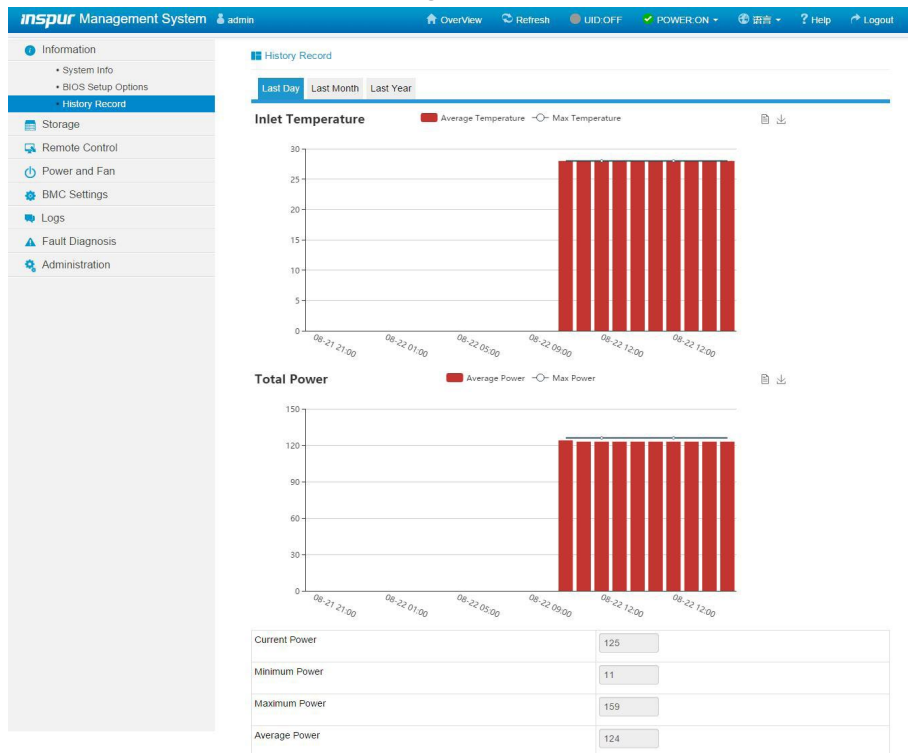 inspur Management System admin OverView Refresh UID:OFF POWER:ON 语言 Help Logout
Information
• System Info
• BIOS Setup Options
• History Record
Storage
Remote Control
Power and Fan
BMC Settings
Logs
Fault Diagnosis
Administration
History Record
Last Day Last Month Last Year
Inlet Temperature Average Temperature Max Temperature
30
25
20
15
10
5
0
08-21 21:00 08-22 01:00 08-22 05:00 08-22 09:00 08-22 12:00 08-22 12:00
Total Power Average Power Max Power
150
120
90
60
30
0
08-21 21:00 08-22 01:00 08-22 05:00 08-22 09:00 08-22 12:00 08-22 12:00
Current Power 125
Minimum Power 11
Maximum Power 159
Average Power 124